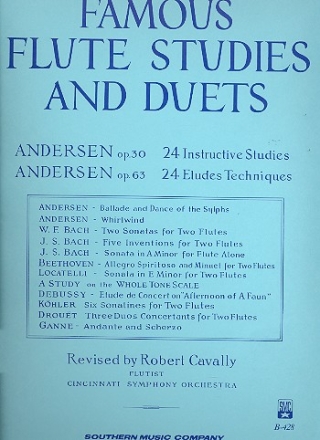 FAMOUS
FLUTE STUDIES
AND DUETS
ANDERSEN op.30 24 Instructive Studies
ANDERSEN op.63 24 Etudes Techniques
ANDERSEN - Ballade and Dance of the Sylphs
ANDERSEN - Whirlwind
W. F. BACH - Two Sonatas for Two Flutes
J. S. BACH - Five Inventions for Two Flutes
J. S. BACH - Sonata in A Minor for Flute Alone
BEETHOVEN - Allegro Spiritoso and Minuet for Two Flutes
LOCATELLI - Sonata in E Minor for Two Flutes
A STUDY on the WHOLE TONE SCALE
DEBUSSY - Etude de Concert on "Afternoon of A Faun"
KÖHLER Six Sonatines for Two Flutes
DROUET Three Duos Concertants for Two Flutes
GANNE - Andante and Scherzo
Revised by Robert Cavally
FLUTIST
CINCINNATI SYMPHONY ORCHESTRA
SMC
B-428
SOUTHERN MUSIC COMPANY